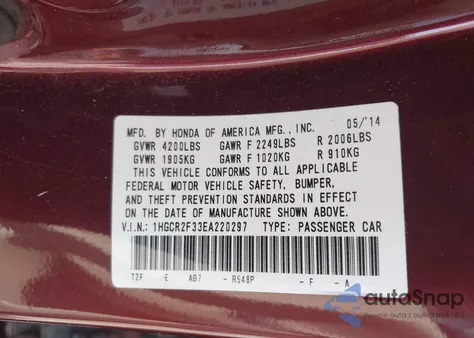 MFD. BY HONDA OF AMERICA MFG., INC. 05/'14
GVWR 4200LBS GAWR F 2249LBS R 2006LBS
GVWR 1905KG GAWR F 1020KG R 910KG
THIS VEHICLE CONFORMS TO ALL APPLICABLE
FEDERAL MOTOR VEHICLE SAFETY, BUMPER,
AND THEFT PREVENTION STANDARDS IN EFFECT
ON THE DATE OF MANUFACTURE SHOWN ABOVE.
V.I.N.: 1HGCR2F33EA220297 TYPE: PASSENGER CAR
T2F E AB7 - R548P - F - A
autoSnap